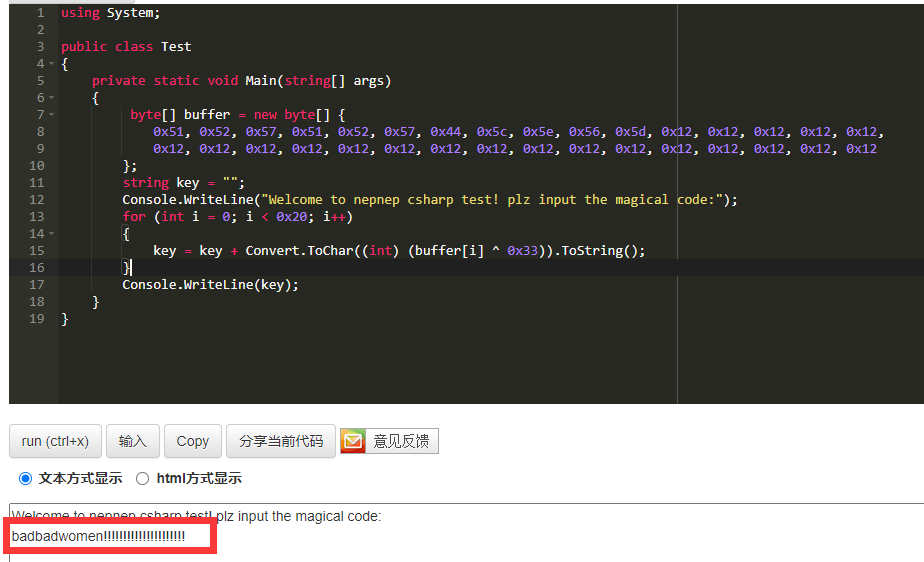 1 using System;
2
3 public class Test
4 {
5 private static void Main(string[] args)
6 {
7 byte[] buffer = new byte[] {
8 0x51, 0x52, 0x57, 0x51, 0x52, 0x57, 0x44, 0x5c, 0x5e, 0x56, 0x5d, 0x12, 0x12, 0x12, 0x12, 0x12,
9 0x12, 0x12, 0x12, 0x12, 0x12, 0x12, 0x12, 0x12, 0x12, 0x12, 0x12, 0x12, 0x12, 0x12, 0x12, 0x12
10 };
11 string key = "";
12 Console.WriteLine("Welcome to nepnep csharp test! plz input the magical code:");
13 for (int i = 0; i < 0x20; i++)
14 {
15 key = key + Convert.ToChar((int) (buffer[i] ^ 0x33)).ToString();
16 }
17 Console.WriteLine(key);
18 }
19 }
run (ctrl+x) 输入 Copy 分享当前代码 意见反馈
文本方式显示 html方式显示
Welcome to nepnep csharp test! plz input the magical code:
badbadwomen!!!!!!!!!!!!!!!!!!!!!